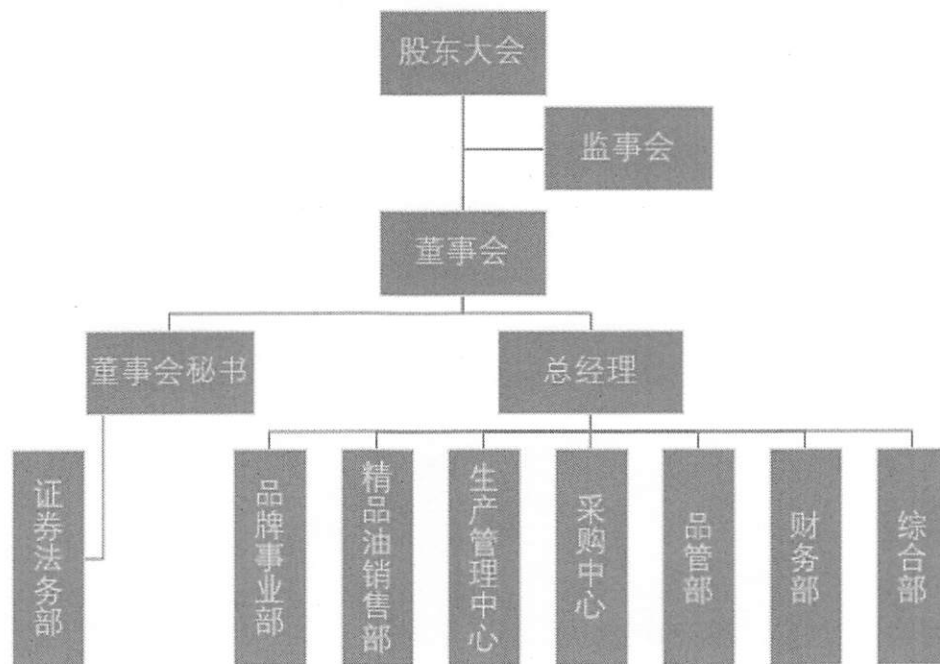 股东大会
监事会
董事会
董事会秘书
总经理
证券法务部
品牌事业部
精品油销售部
生产管理中心
采购中心
品管部
财务部
综合部